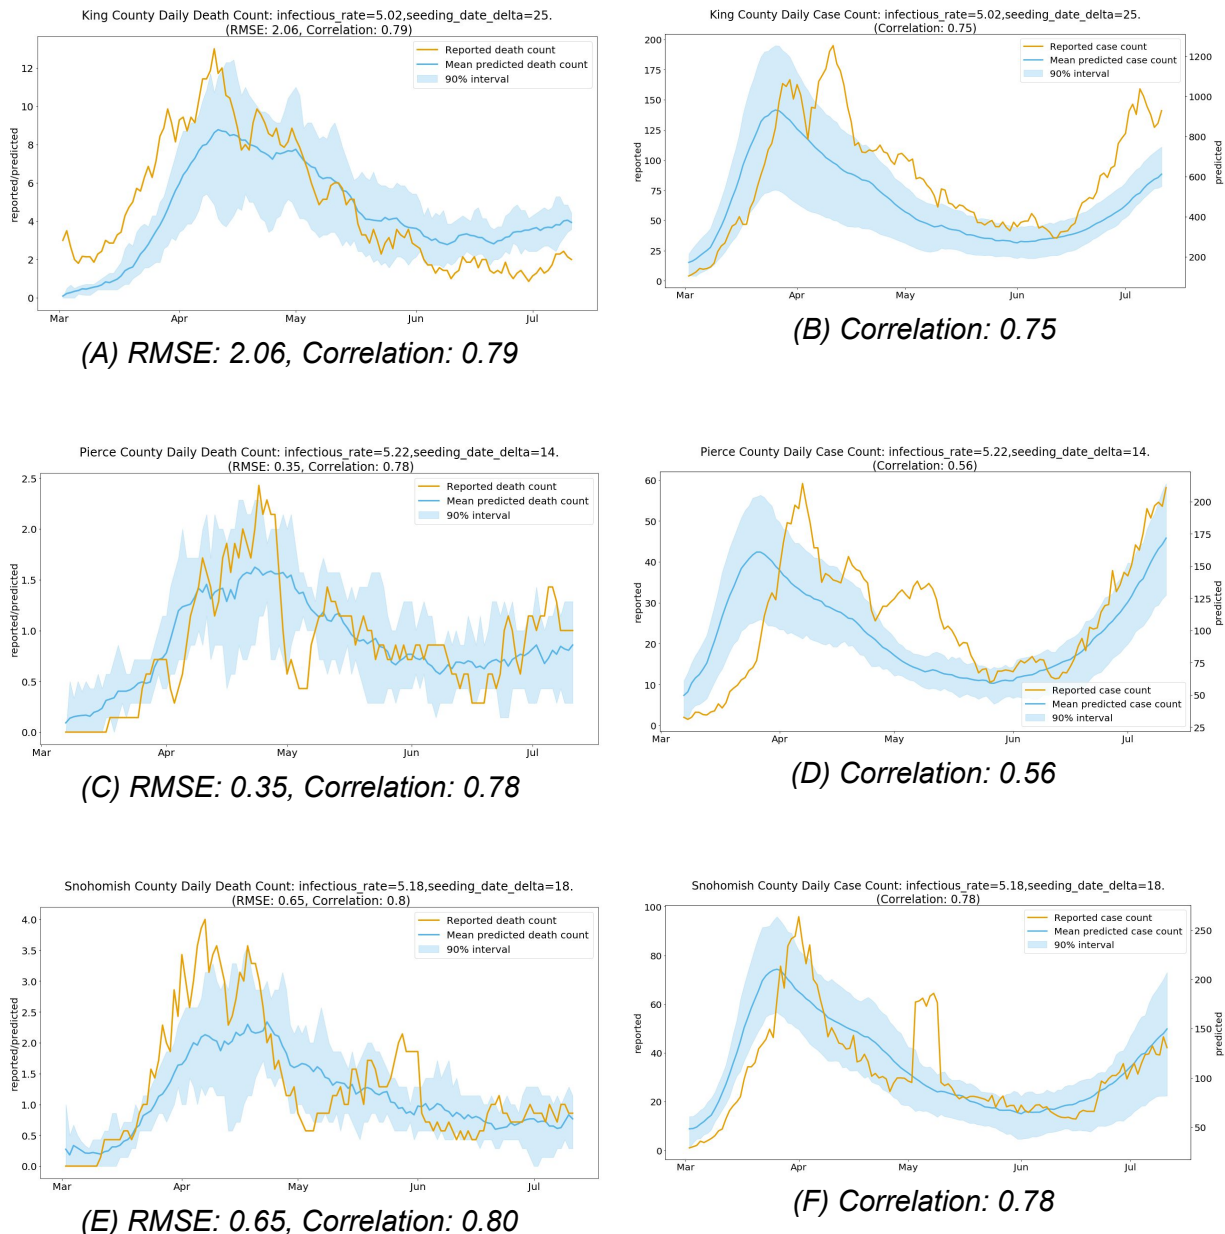 King County Daily Death Count: infectious_rate=5.02,seeding_date_delta=25.
(RMSE: 2.06, Correlation: 0.79)
Reported death count
Mean predicted death count
90% interval
reported/predicted
12
10
8
6
4
2
0
Mar Apr May Jun Jul
(A) RMSE: 2.06, Correlation: 0.79
King County Daily Case Count: infectious_rate=5.02,seeding_date_delta=25.
(Correlation: 0.75)
Reported case count
Mean predicted case count
90% interval
reported
200
175
150
125
100
75
50
25
0
predicted
1200
1000
800
600
400
200
Mar Apr May Jun Jul
(B) Correlation: 0.75
Pierce County Daily Death Count: infectious_rate=5.22,seeding_date_delta=14.
(RMSE: 0.35, Correlation: 0.78)
Reported death count
Mean predicted death count
90% interval
reported/predicted
2.5
2.0
1.5
1.0
0.5
0.0
Mar Apr May Jun Jul
(C) RMSE: 0.35, Correlation: 0.78
Pierce County Daily Case Count: infectious_rate=5.22,seeding_date_delta=14.
(Correlation: 0.56)
Reported case count
Mean predicted case count
90% interval
reported
60
50
40
30
20
10
0
predicted
200
175
150
125
100
75
50
25
Mar Apr May Jun Jul
(D) Correlation: 0.56
Snohomish County Daily Death Count: infectious_rate=5.18,seeding_date_delta=18.
(RMSE: 0.65, Correlation: 0.8)
Reported death count
Mean predicted death count
90% interval
reported/predicted
4.0
3.5
3.0
2.5
2.0
1.5
1.0
0.5
0.0
Mar Apr May Jun Jul
(E) RMSE: 0.65, Correlation: 0.80
Snohomish County Daily Case Count: infectious_rate=5.18,seeding_date_delta=18.
(Correlation: 0.78)
Reported case count
Mean predicted case count
90% interval
reported
100
80
60
40
20
0
predicted
250
200
150
100
50
Mar Apr May Jun Jul
(F) Correlation: 0.78